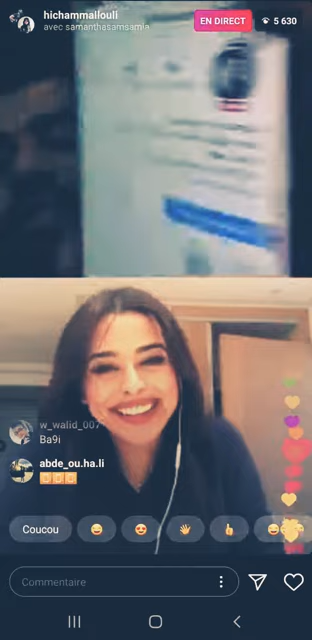 hichammallouli
avec samanthasamsamia
EN DIRECT
5 630
w_walid_007
Ba9i
abde_ou.ha.li
Coucou
Commentaire